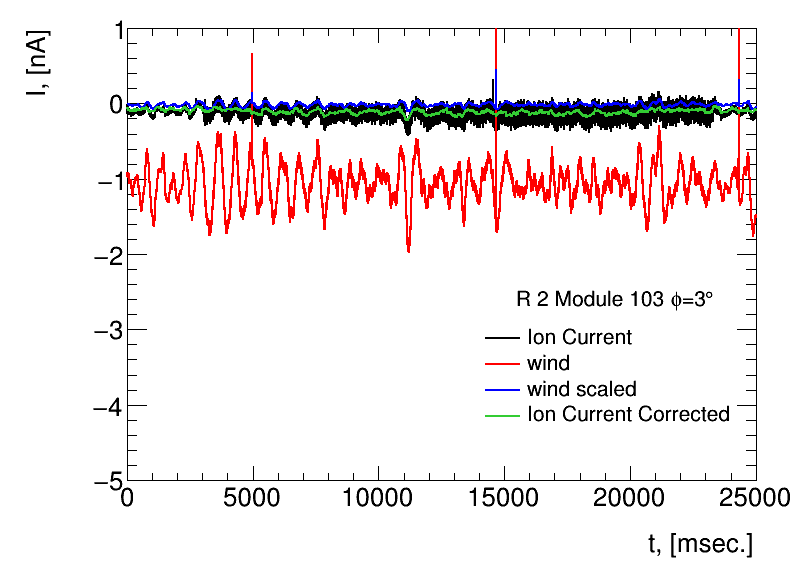 I, [nA]
1
0
−1
−2
−3
−4
−5
R 2 Module 103 ϕ=3°
Ion Current
wind
wind scaled
Ion Current Corrected
0 5000 10000 15000 20000 25000
t, [msec.]